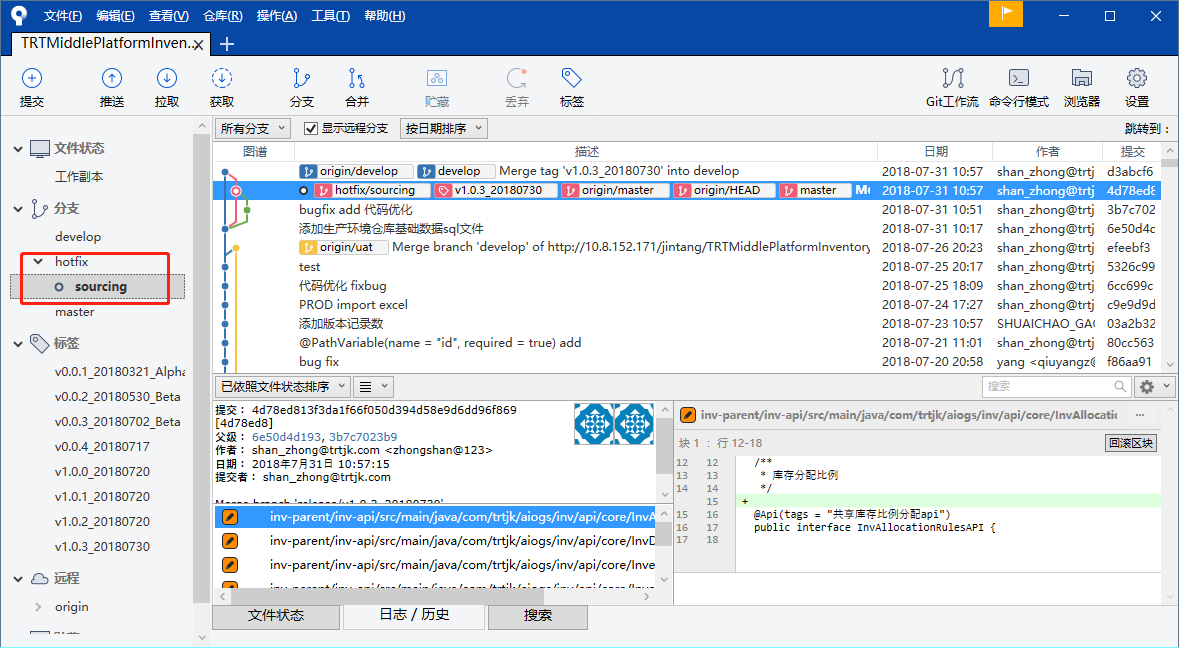 文件(F) 编辑(E) 查看(V) 仓库(R) 操作(A) 工具(T) 帮助(H)
TRTMiddlePlatformInven..
提交 推送 拉取 获取 分支 合并 贮藏 丢弃 标签 Git工作流 命令行模式 浏览器 设置
文件状态
工作副本
分支
develop
hotfix
sourcing
master
标签
v0.0.1_20180321_Alpha
v0.0.2_20180530_Beta
v0.0.3_20180702_Beta
v0.0.4_20180717
v1.0.0_20180720
v1.0.1_20180720
v1.0.2_20180720
v1.0.3_20180730
远程
origin
所有分支 显示远程分支 按日期排序 跳转到：
图谱 描述 日期 作者 提交
origin/develop develop Merge tag 'v1.0.3_20180730' into develop 2018-07-31 10:57 shan_zhong@trtj d3abcf6
hotfix/sourcing v1.0.3_20180730 origin/master origin/HEAD master 2018-07-31 10:57 shan_zhong@trtj 4d78ed8
bugfix add 代码优化 2018-07-31 10:51 shan_zhong@trtj 3b7c702
添加生产环境仓库基础数据sql文件 2018-07-31 10:17 shan_zhong@trtj 6e50d4d
origin/uat Merge branch 'develop' of http://10.8.152.171/jintang/TRTMiddlePlatformInventory 2018-07-26 20:23 shan_zhong@trtj efeebf3
test 2018-07-25 20:17 shan_zhong@trtj 5326c99
代码优化 fixbug 2018-07-25 18:09 shan_zhong@trtj 6cc699c
PROD import excel 2018-07-24 17:27 shan_zhong@trtj c9e9d9d
添加版本记录数 2018-07-23 10:57 SHUAICHAO_GAO 03a2b32
@PathVariable(name = "id", required = true) add 2018-07-21 11:01 shan_zhong@trtj 80cc563
bug fix 2018-07-20 20:58 yang <qiuyangz@ f86aa91
已依照文件状态排序 搜索
提交： 4d78ed813f3da1f66f050d394d58e9d6dd96f869
[4d78ed8]
父级： 6e50d4d193, 3b7c7023b9
作者： shan_zhong@trtjk.com <zhongshan@123>
日期： 2018年7月31日 10:57:15
提交者： shan_zhong@trtjk.com
Merge branch 'release/v1.0.3_20180730'
inv-parent/inv-api/src/main/java/com/trtjk/aiogs/inv/api/core/InvA
inv-parent/inv-api/src/main/java/com/trtjk/aiogs/inv/api/core/InvD
inv-parent/inv-api/src/main/java/com/trtjk/aiogs/inv/api/core/Inve
inv-parent/inv-api/src/main/java/com/trtjk/aiogs/inv/api/core/Inve
inv-parent/inv-api/src/main/java/com/trtjk/aiogs/inv/api/core/InvAllocatio ...
块 1 ：行 12-18 回滚区块
12 12 /**
13 13 * 库存分配比例
14 14 */
15 +
15 16 @Api(tags = "共享库存比例分配api")
16 17 public interface InvAllocationRulesAPI {
17 18
文件状态 日志 / 历史 搜索